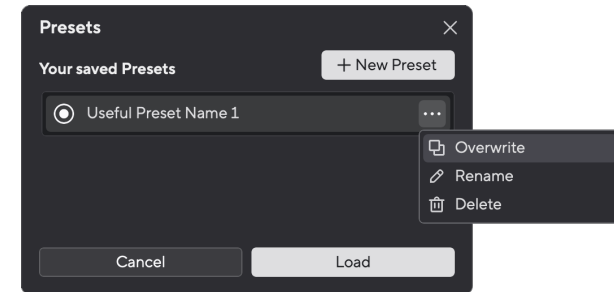 Presets
Your saved Presets
+ New Preset
Useful Preset Name 1
Overwrite
Rename
Delete
Cancel
Load